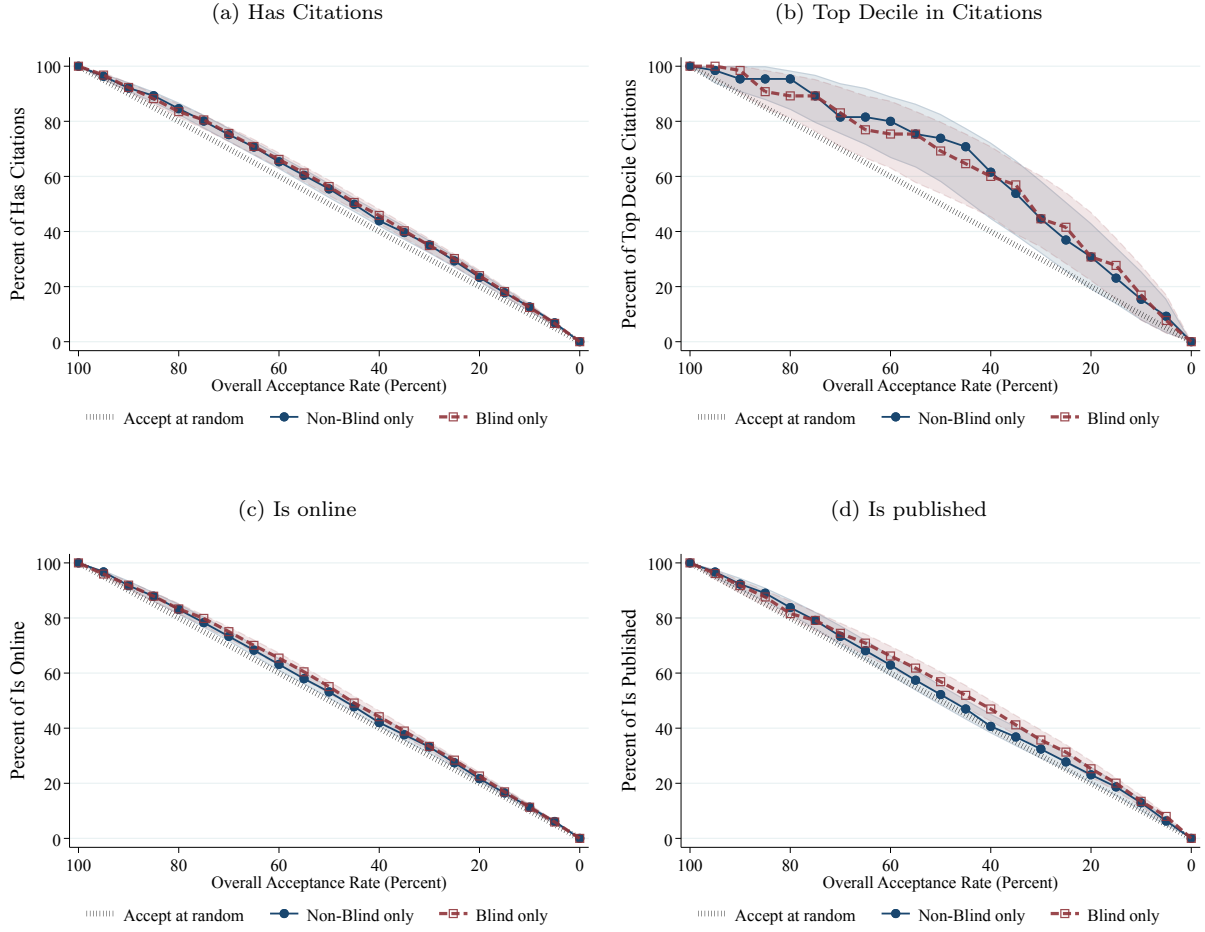 (a) Has Citations
Percent of Has Citations
100
80
60
40
20
0
100 80 60 40 20 0
Overall Acceptance Rate (Percent)
Accept at random Non-Blind only Blind only
(b) Top Decile in Citations
Percent of Top Decile Citations
100
80
60
40
20
0
100 80 60 40 20 0
Overall Acceptance Rate (Percent)
Accept at random Non-Blind only Blind only
(c) Is online
Percent of Is Online
100
80
60
40
20
0
100 80 60 40 20 0
Overall Acceptance Rate (Percent)
Accept at random Non-Blind only Blind only
(d) Is published
Percent of Is Published
100
80
60
40
20
0
100 80 60 40 20 0
Overall Acceptance Rate (Percent)
Accept at random Non-Blind only Blind only